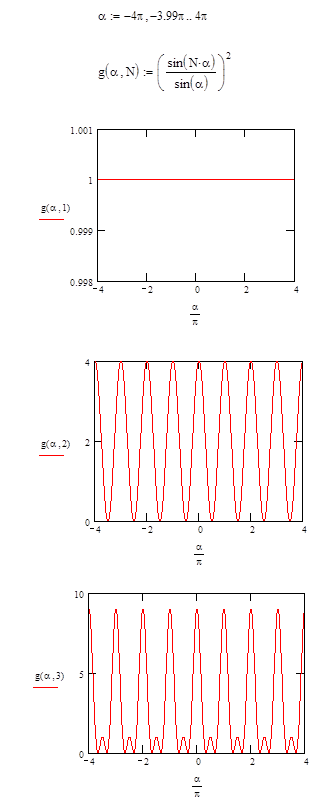 α := −4π , −3.99π .. 4π
g(α , N) := (sin(N·α) / sin(α))²
1.001
1
g(α , 1)
0.999
0.998
−4 −2 0 2 4
α
π
4
g(α , 2) 2
0
−4 −2 0 2 4
α
π
10
g(α , 3) 5
0
−4 −2 0 2 4
α
π